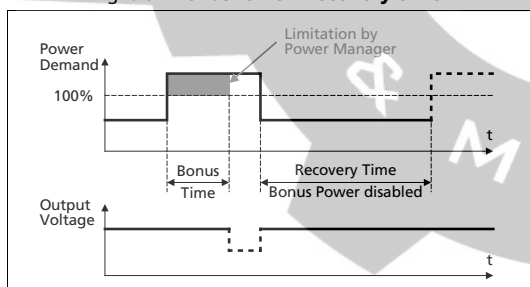 Limitation by
Power Manager
Power
Demand
100%
t
Bonus
Time
Recovery Time
Bonus Power disabled
Output
Voltage
t
& M